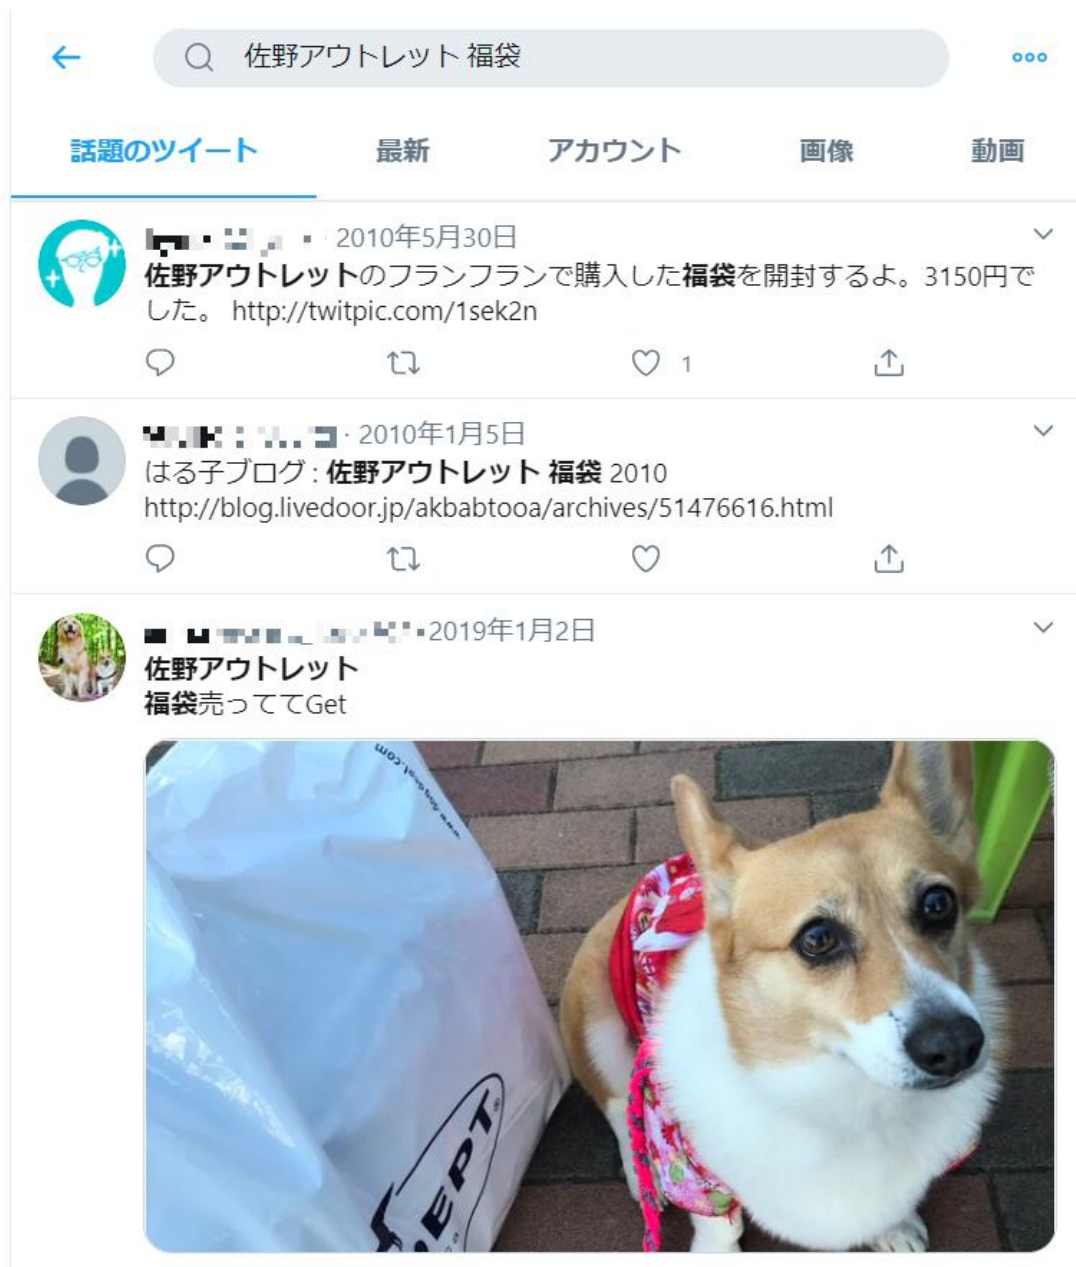 佐野アウトレット 福袋
話題のツイート 最新 アカウント 画像 動画
2010年5月30日
佐野アウトレットのフランフランで購入した福袋を開封するよ。3150円で
した。 http://twitpic.com/1sek2n
1
· 2010年1月5日
はる子ブログ : 佐野アウトレット 福袋 2010
http://blog.livedoor.jp/akbabtooa/archives/51476616.html
2019年1月2日
佐野アウトレット
福袋売っててGet
www.dogdept.com
EPT